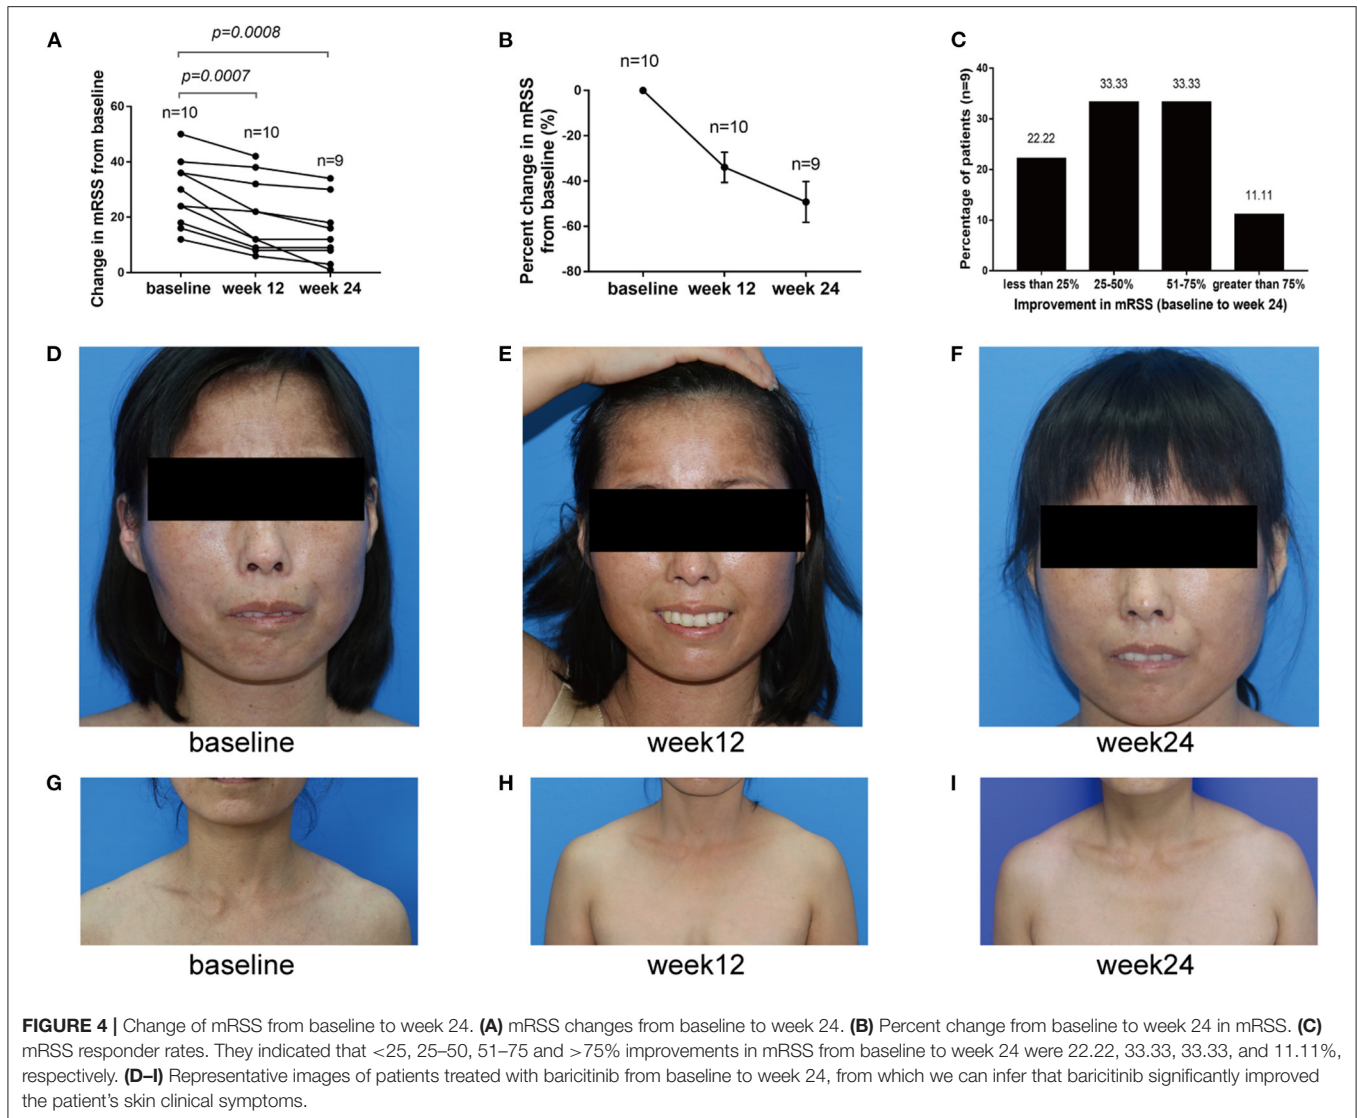 A
p=0.0008
p=0.0007
Change in mRSS from baseline
60
40
20
0
n=10
n=10
n=9
baseline
week 12
week 24
B
Percent change in mRSS
from baseline (%)
0
-20
-40
-60
-80
n=10
n=10
n=9
baseline
week 12
week 24
C
Percentage of patients (n=9)
40
30
20
10
0
22.22
33.33
33.33
11.11
less than 25%
25-50%
51-75%
greater than 75%
Improvement in mRSS (baseline to week 24)
D
baseline
E
week12
F
week24
G
baseline
H
week12
I
week24
FIGURE 4 | Change of mRSS from baseline to week 24. (A) mRSS changes from baseline to week 24. (B) Percent change from baseline to week 24 in mRSS. (C)
mRSS responder rates. They indicated that <25, 25–50, 51–75 and >75% improvements in mRSS from baseline to week 24 were 22.22, 33.33, 33.33, and 11.11%,
respectively. (D–I) Representative images of patients treated with baricitinib from baseline to week 24, from which we can infer that baricitinib significantly improved
the patient's skin clinical symptoms.